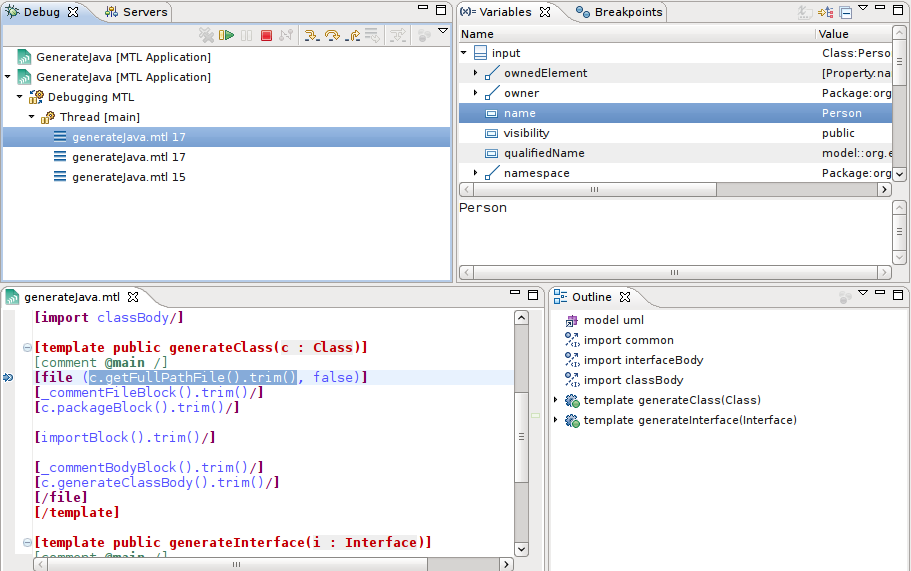 Debug
Servers
GenerateJava [MTL Application]
GenerateJava [MTL Application]
Debugging MTL
Thread [main]
generateJava.mtl 17
generateJava.mtl 17
generateJava.mtl 15
(x)= Variables
Breakpoints
Name Value
input Class:Perso
ownedElement [Property:na
owner Package:org
name Person
visibility public
qualifiedName model::org.e
namespace Package:org
Person
generateJava.mtl
[import classBody/]
[template public generateClass(c : Class)]
[comment @main /]
[file (c.getFullPathFile().trim(), false)]
[_commentFileBlock().trim()/]
[c.packageBlock().trim()/]
[importBlock().trim()/]
[_commentBodyBlock().trim()/]
[c.generateClassBody().trim()/]
[/file]
[/template]
[template public generateInterface(i : Interface)]
[comment @main /]
Outline
model uml
import common
import interfaceBody
import classBody
template generateClass(Class)
template generateInterface(Interface)